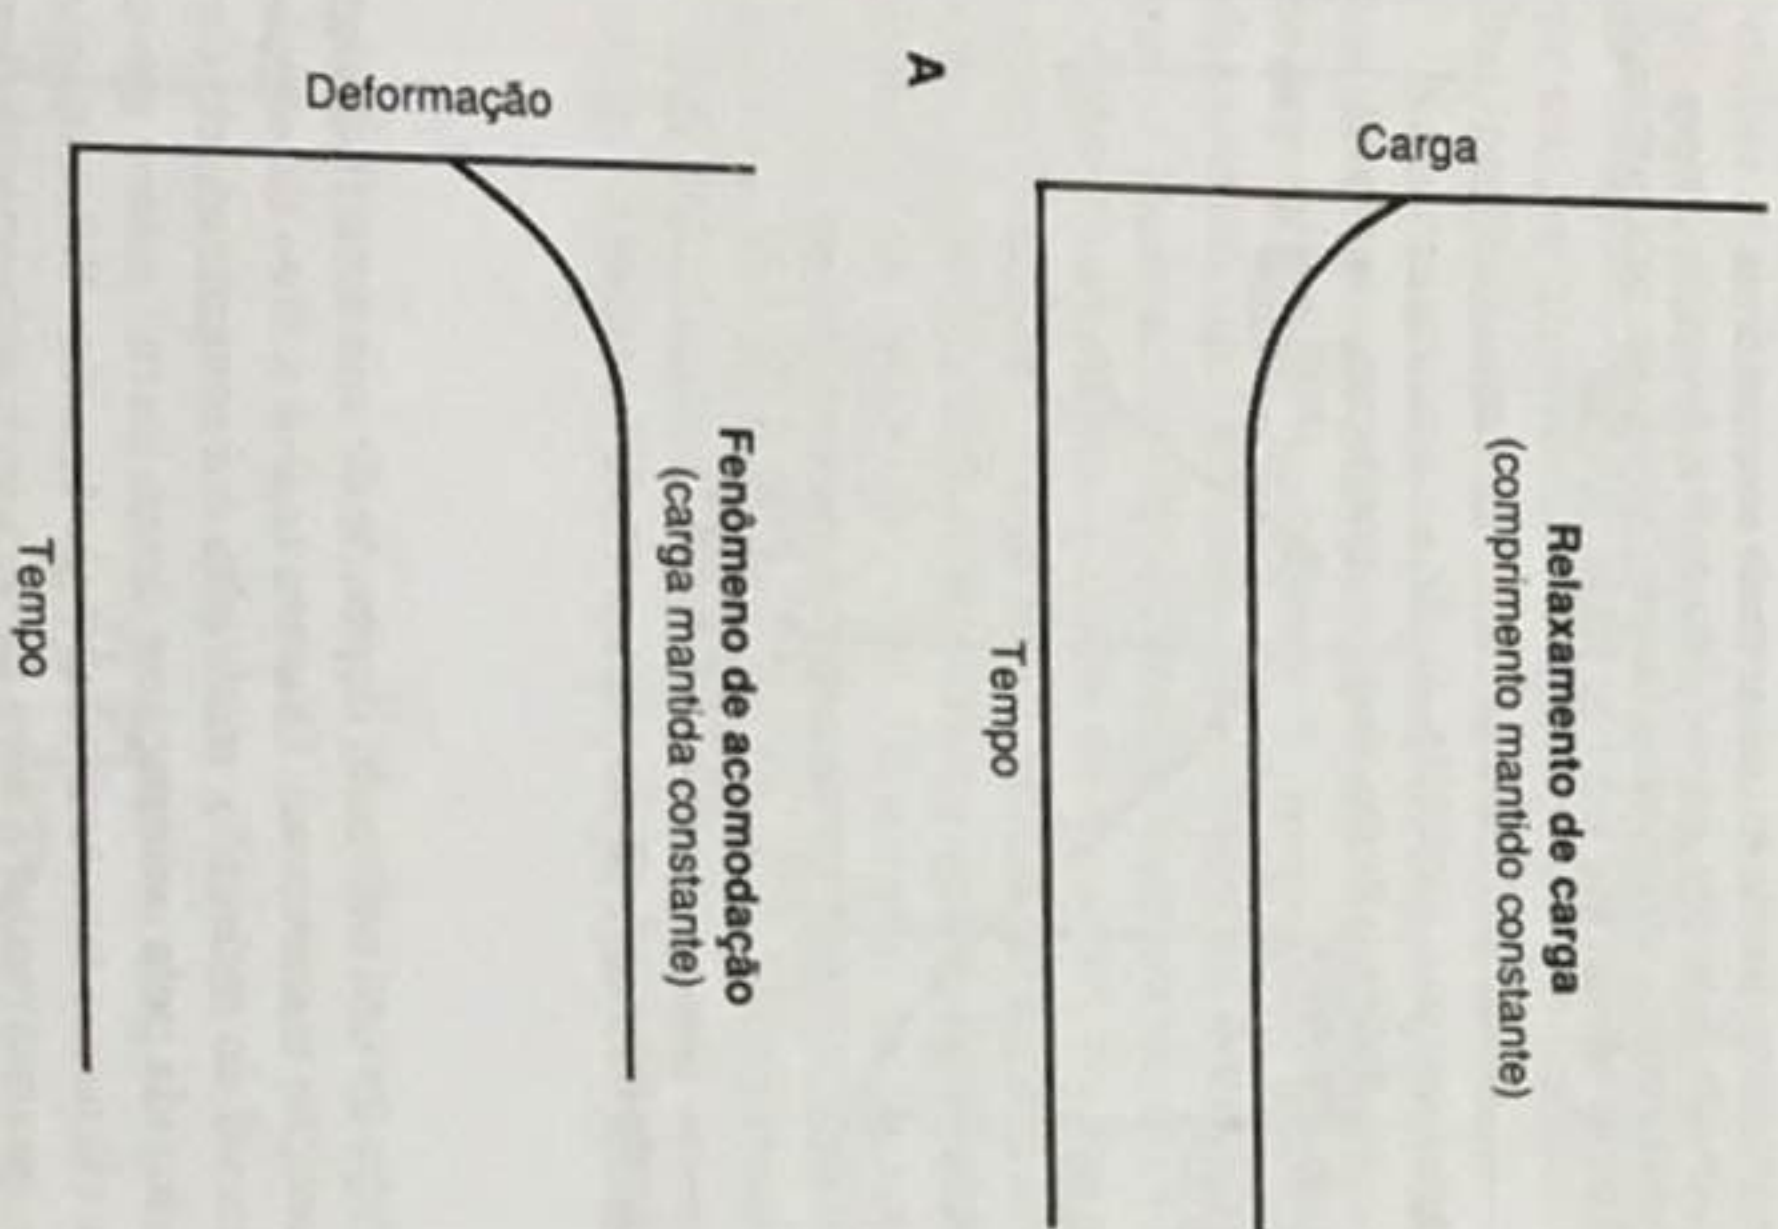 Relaxamento de carga
(comprimento mantido constante)
Carga
Tempo
A
Fenômeno de acomodação
(carga mantida constante)
Deformação
Tempo